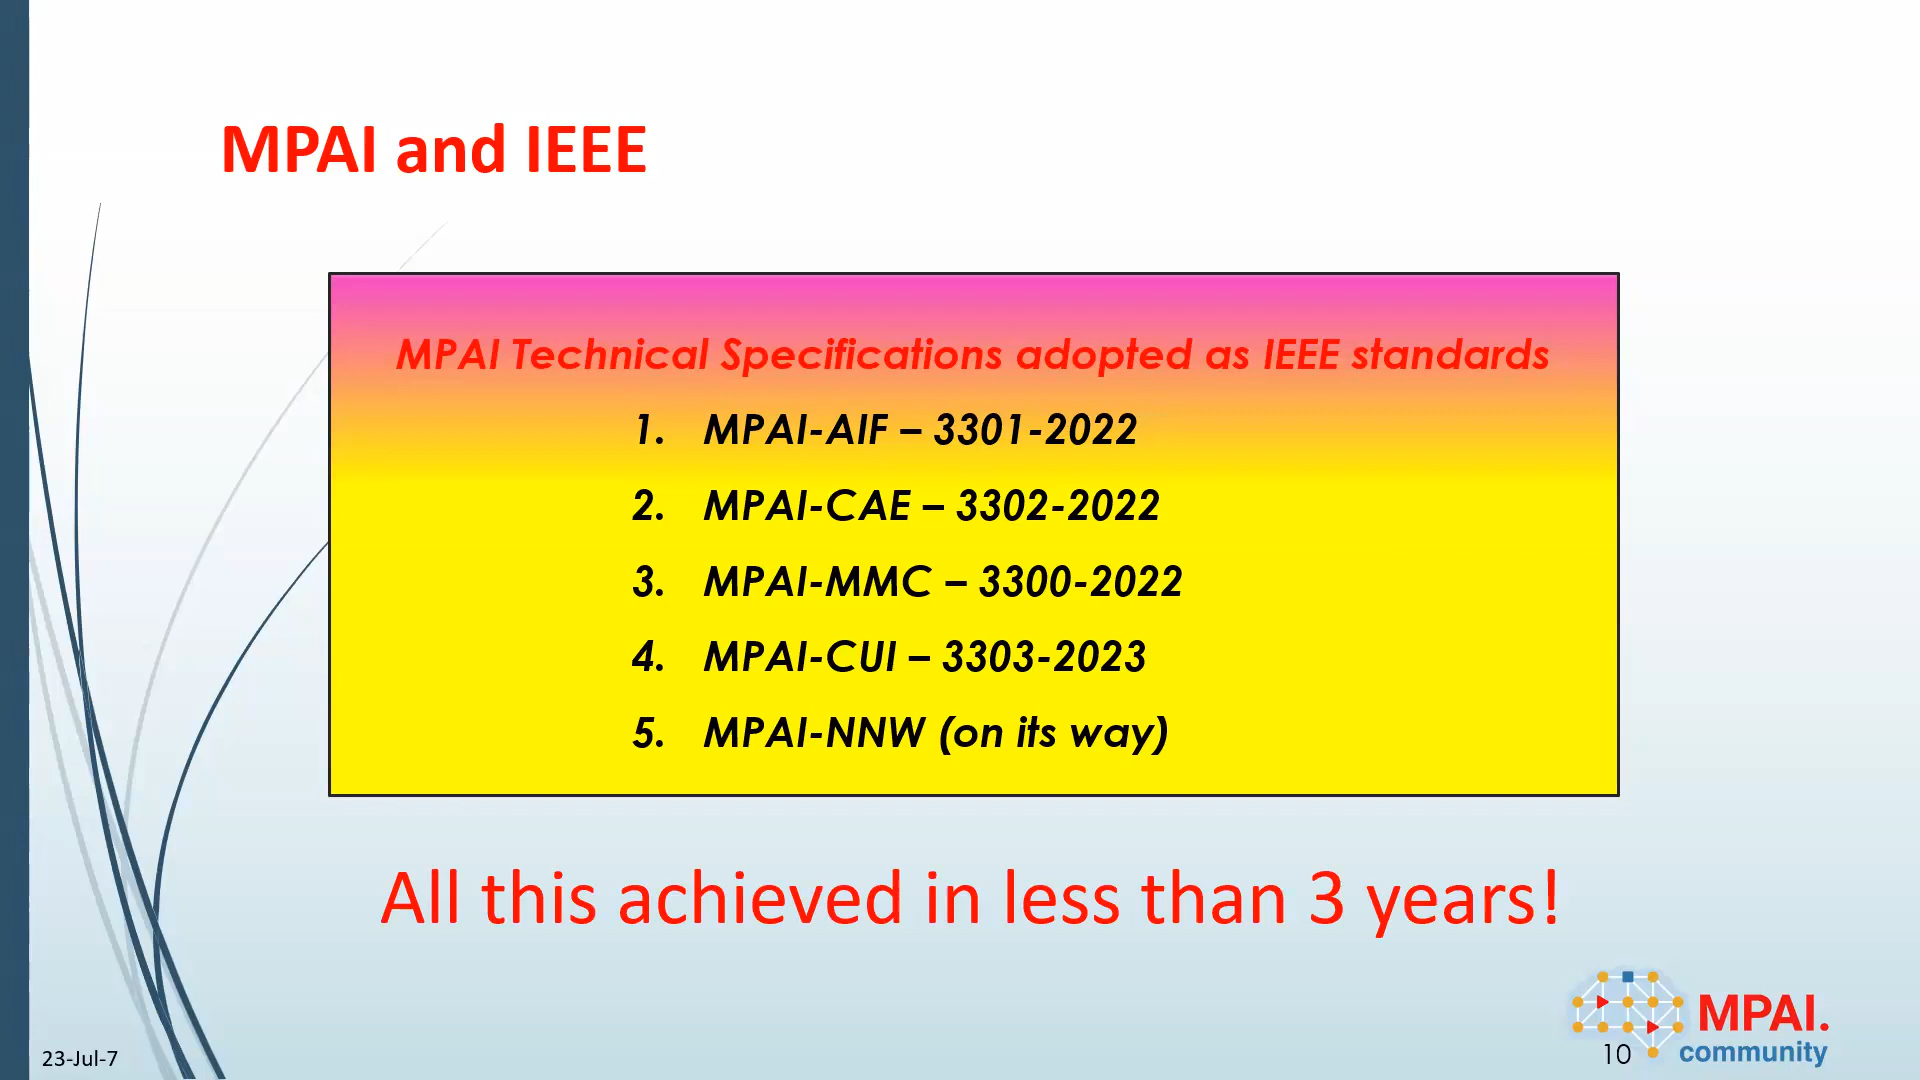 MPAI and IEEE
MPAI Technical Specifications adopted as IEEE standards
1. MPAI-AIF – 3301-2022
2. MPAI-CAE – 3302-2022
3. MPAI-MMC – 3300-2022
4. MPAI-CUI – 3303-2023
5. MPAI-NNW (on its way)
All this achieved in less than 3 years!
MPAI.
community
23-Jul-7
10